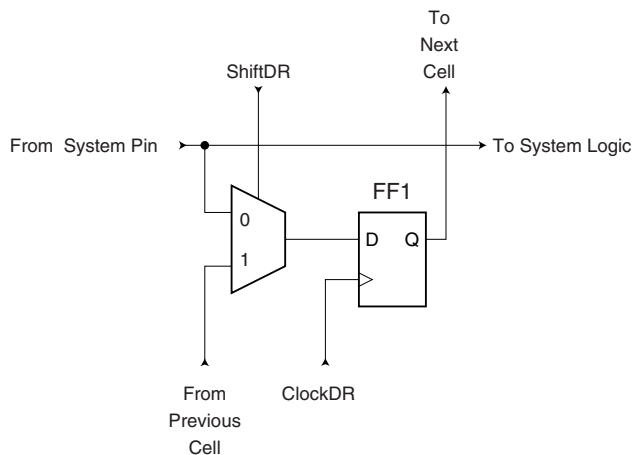 To
Next
Cell
ShiftDR
From System Pin
To System Logic
FF1
0
D Q
1
From
Previous
Cell
ClockDR